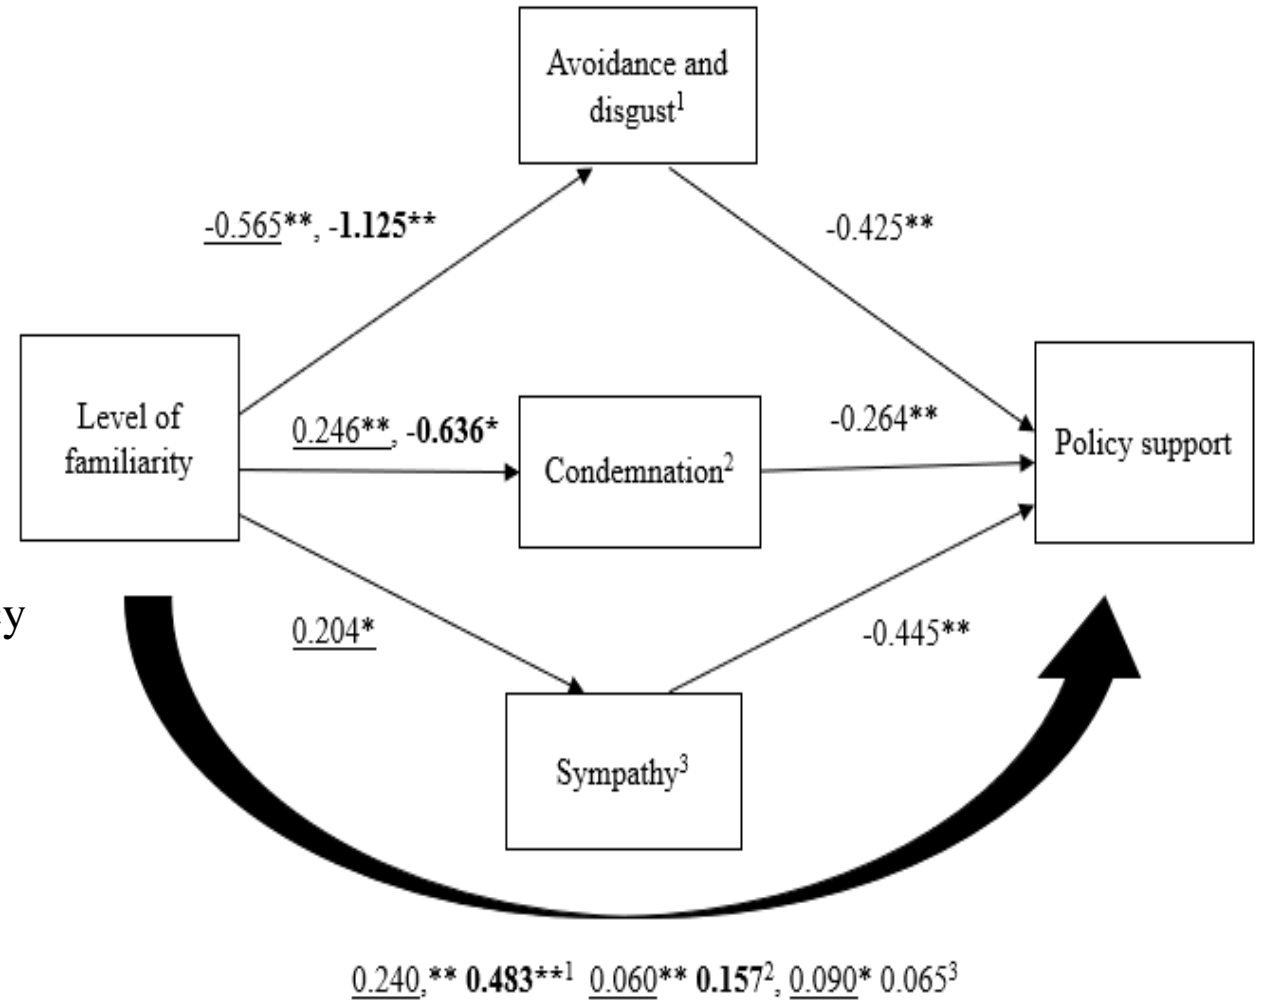 Avoidance and
disgust¹
-0.565**, -1.125**
-0.425**
Level of
familiarity
0.246**, -0.636*
Condemnation²
-0.264**
Policy support
y
0.204*
-0.445**
Sympathy³
0.240,** 0.483**¹ 0.060** 0.157², 0.090* 0.065³